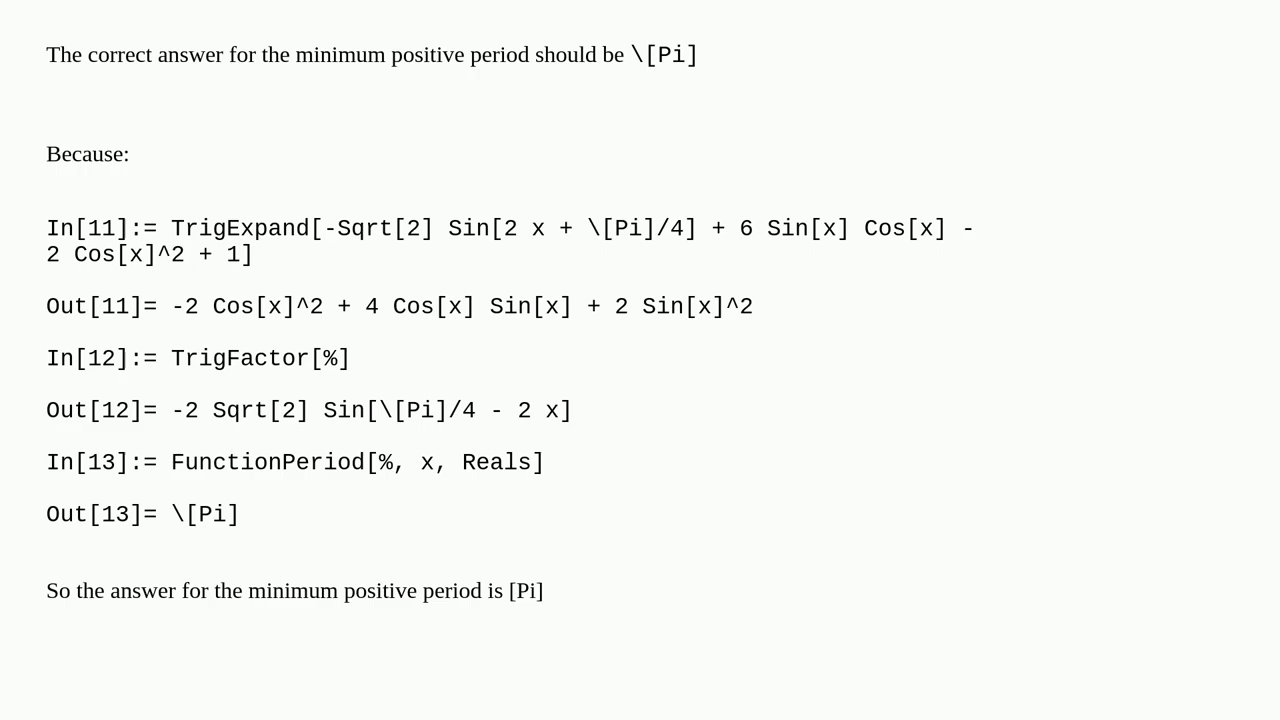 The correct answer for the minimum positive period should be \[Pi]
Because:
In[11]:= TrigExpand[-Sqrt[2] Sin[2 x + \[Pi]/4] + 6 Sin[x] Cos[x] -
2 Cos[x]^2 + 1]
Out[11]= -2 Cos[x]^2 + 4 Cos[x] Sin[x] + 2 Sin[x]^2
In[12]:= TrigFactor[%]
Out[12]= -2 Sqrt[2] Sin[\[Pi]/4 - 2 x]
In[13]:= FunctionPeriod[%, x, Reals]
Out[13]= \[Pi]
So the answer for the minimum positive period is [Pi]